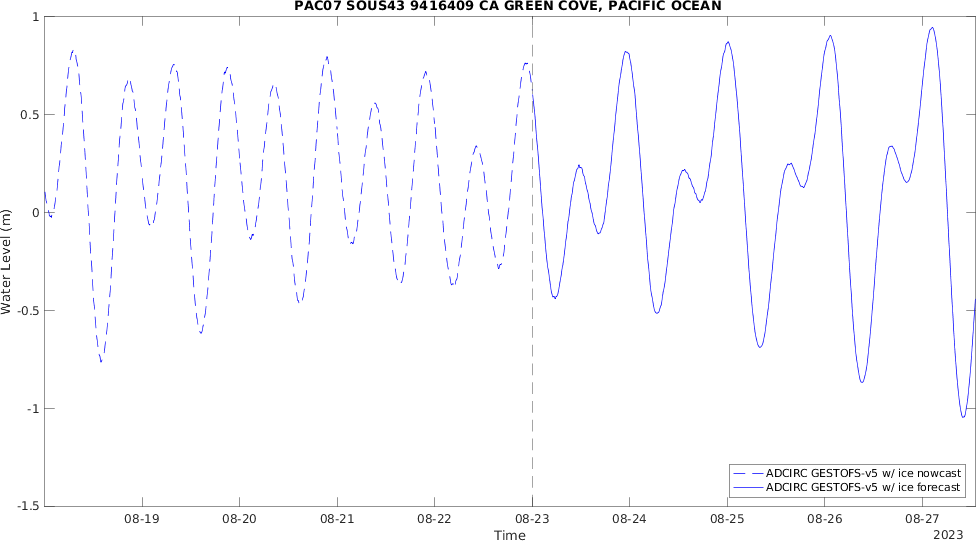 PAC07 SOUS43 9416409 CA GREEN COVE, PACIFIC OCEAN
1
0.5
0
-0.5
-1
-1.5
Water Level (m)
ADCIRC GESTOFS-v5 w/ ice nowcast
ADCIRC GESTOFS-v5 w/ ice forecast
08-19 08-20 08-21 08-22 08-23 08-24 08-25 08-26 08-27
Time
2023